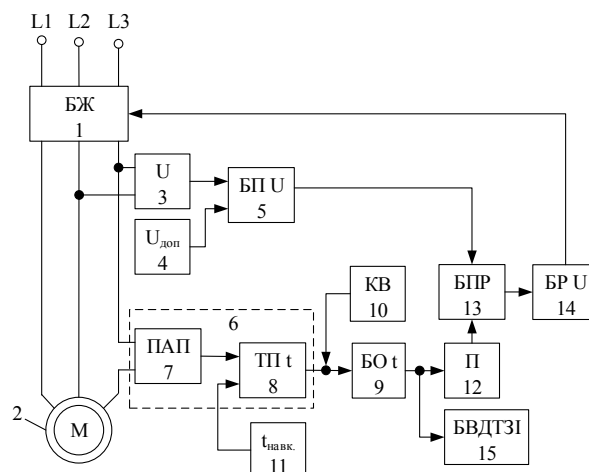 L1 L2 L3
БЖ
1
U
3
БП U
5
Uдоп
4
КВ
10
БПР
13
БР U
14
6
ПАП
7
ТП t
8
БО t
9
П
12
2
М
tнавк.
11
БВДТЗІ
15